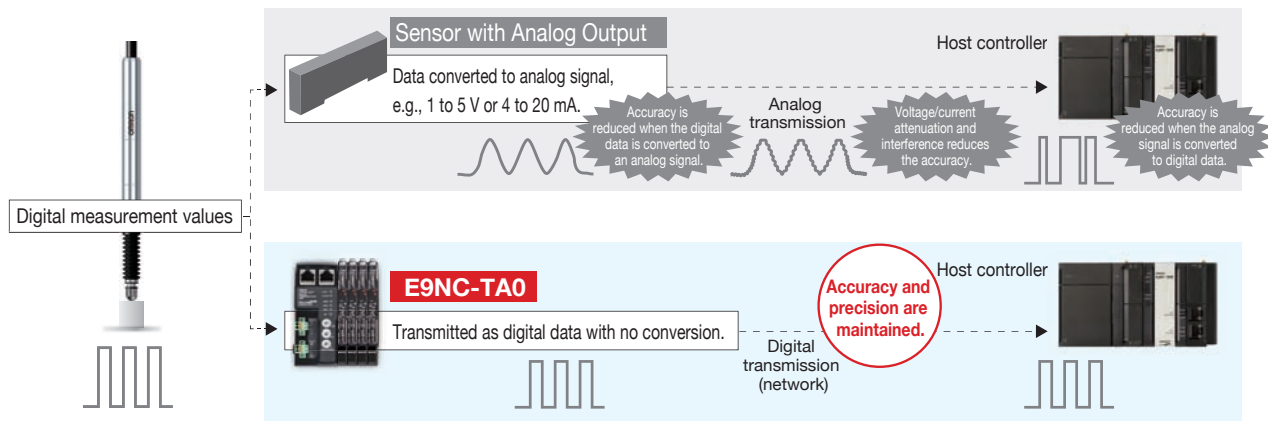 Sensor with Analog Output
Data converted to analog signal,
e.g., 1 to 5 V or 4 to 20 mA.
Accuracy is
reduced when the digital
data is converted to
an analog signal.
Analog
transmission
Voltage/current
attenuation and
interference reduces
the accuracy.
Host controller
Accuracy is
reduced when the analog
signal is converted
to digital data.
omron
Digital measurement values
E9NC-TA0
Transmitted as digital data with no conversion.
Digital
transmission
(network)
Accuracy and
precision are
maintained.
Host controller